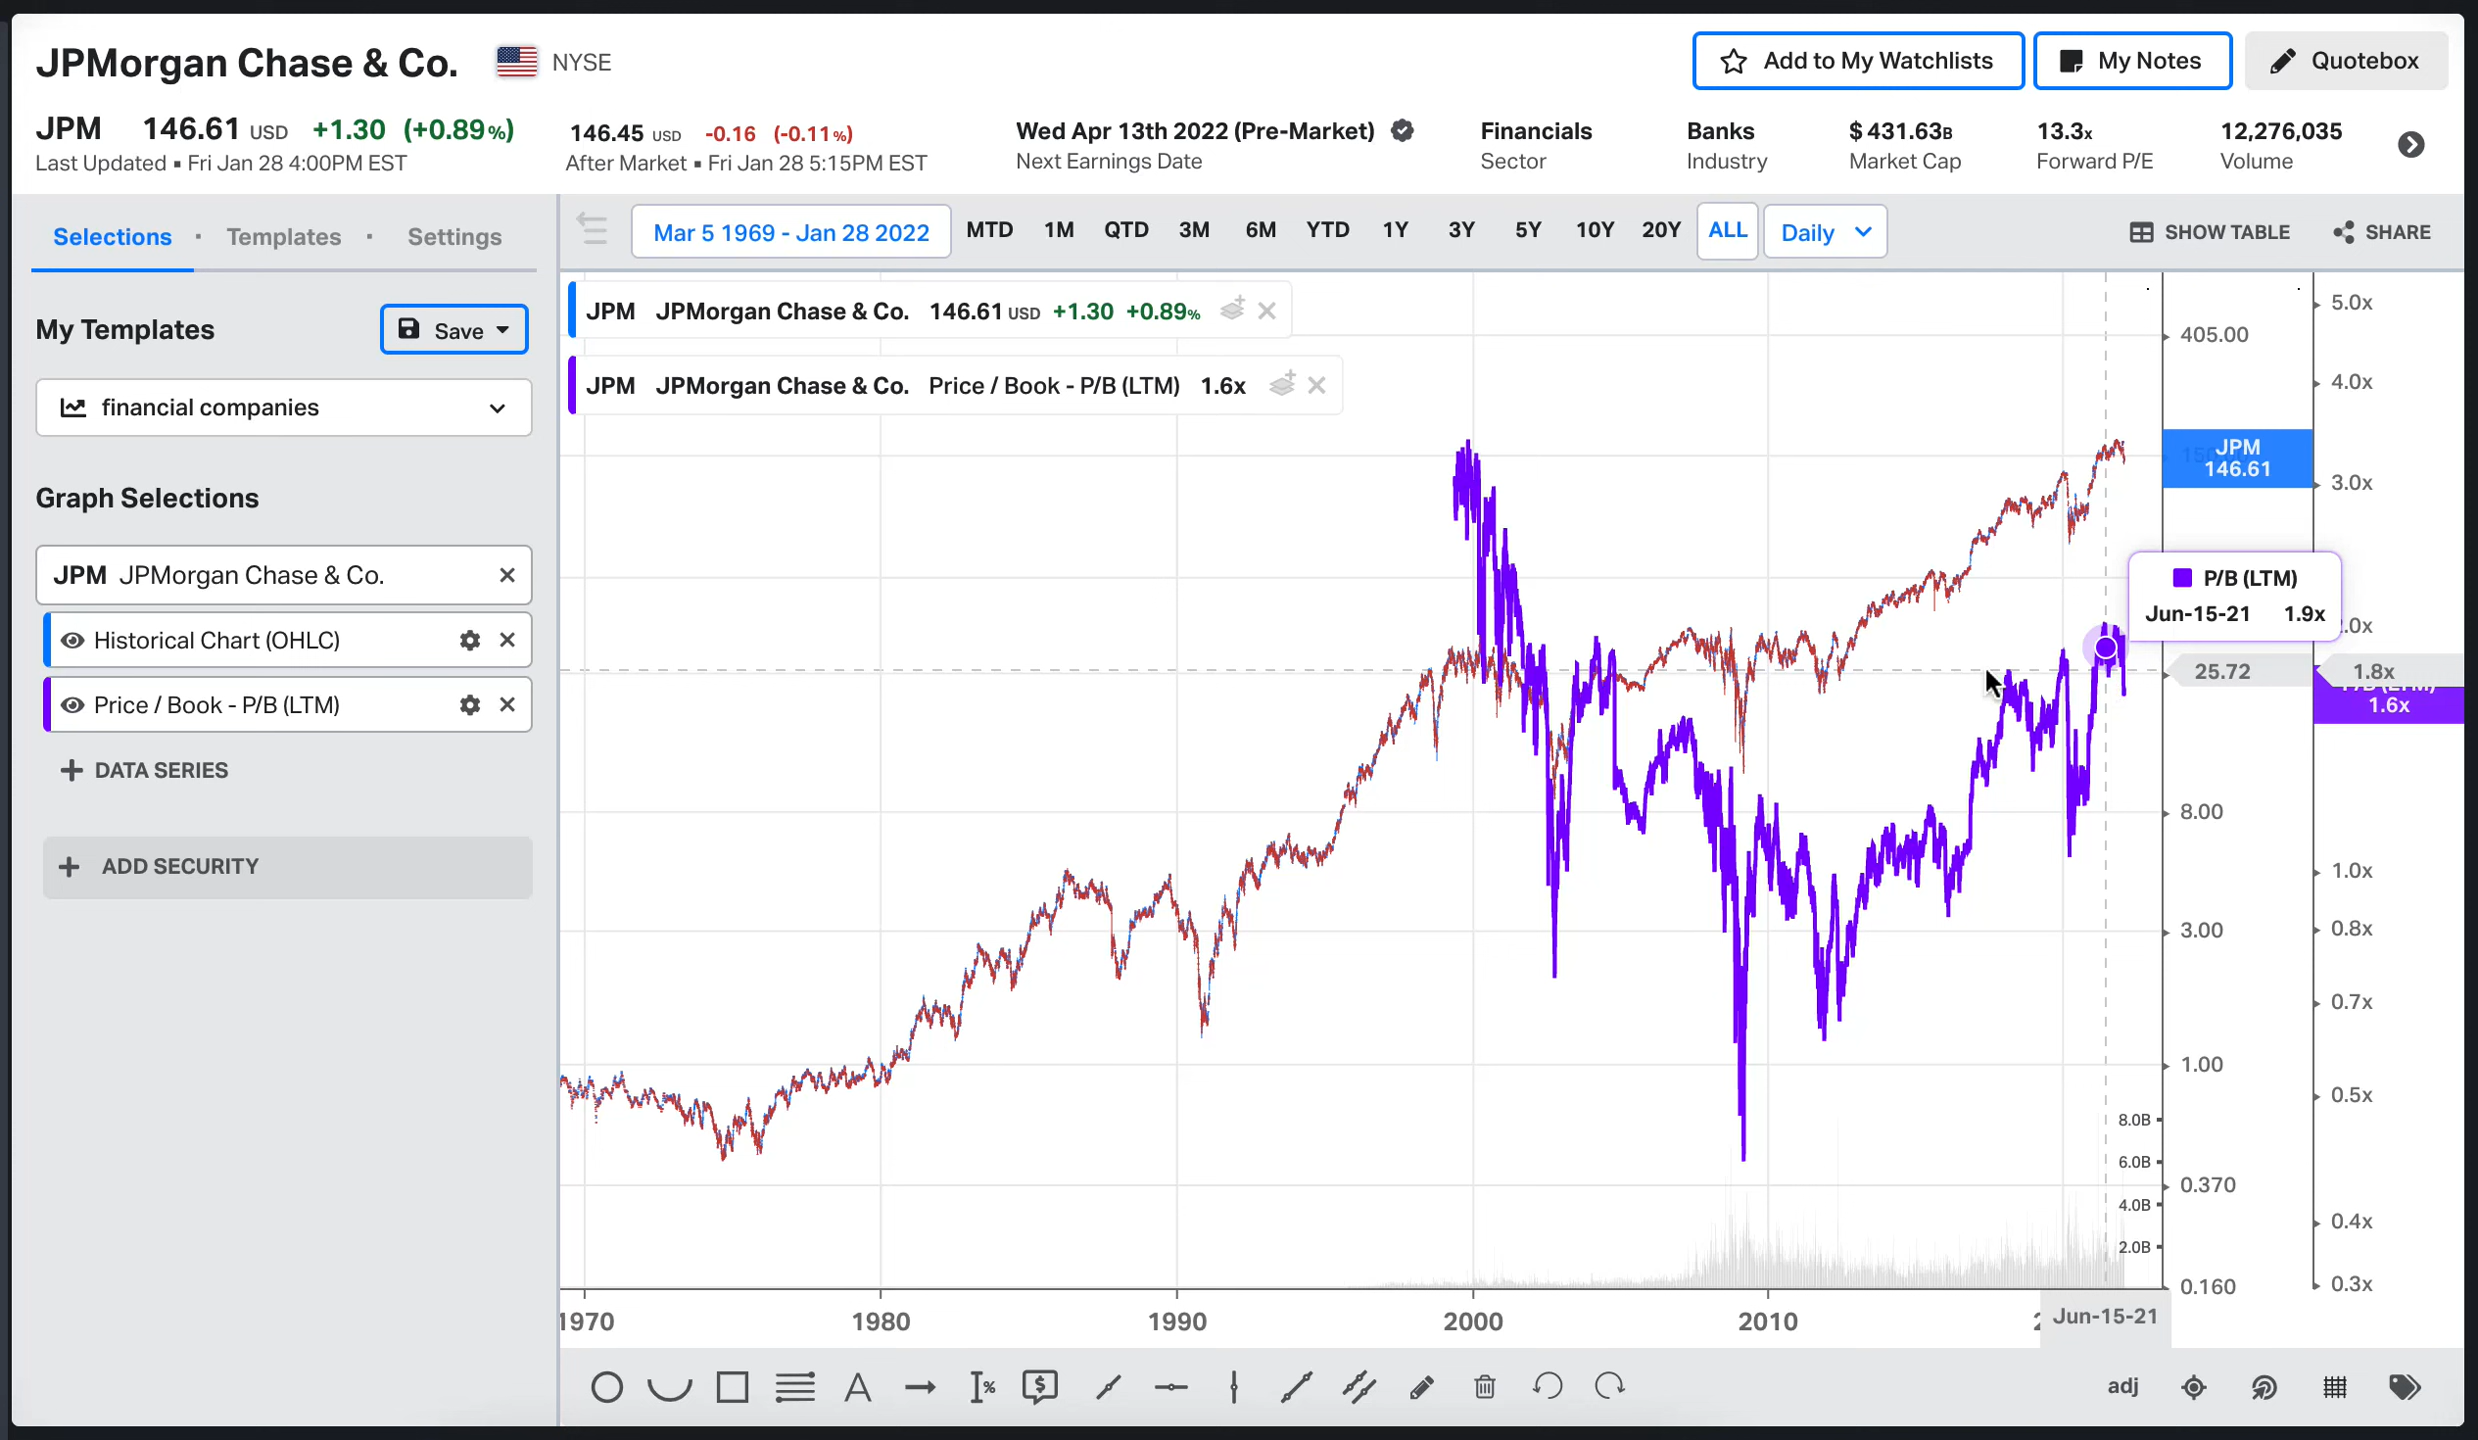 JPMorgan Chase & Co. NYSE
Add to My Watchlists
My Notes
Quotebox
JPM 146.61 USD +1.30 (+0.89%)
Last Updated ▪ Fri Jan 28 4:00PM EST
146.45 USD -0.16 (-0.11%)
After Market ▪ Fri Jan 28 5:15PM EST
Wed Apr 13th 2022 (Pre-Market)
Next Earnings Date
Financials
Sector
Banks
Industry
$ 431.63B
Market Cap
13.3x
Forward P/E
12,276,035
Volume
Selections · Templates · Settings
Mar 5 1969 - Jan 28 2022
MTD 1M QTD 3M 6M YTD 1Y 3Y 5Y 10Y 20Y ALL
Daily
SHOW TABLE
SHARE
My Templates
Save
financial companies
Graph Selections
JPM JPMorgan Chase & Co.
Historical Chart (OHLC)
Price / Book - P/B (LTM)
+ DATA SERIES
+ ADD SECURITY
JPM JPMorgan Chase & Co. 146.61 USD +1.30 +0.89%
JPM JPMorgan Chase & Co. Price / Book - P/B (LTM) 1.6x
P/B (LTM)
Jun-15-21 1.9x
405.00
JPM
146.61
25.72
8.00
3.00
1.00
0.370
0.160
8.0B
6.0B
4.0B
2.0B
5.0x
4.0x
3.0x
1.8x
1.6x
1.0x
0.8x
0.7x
0.5x
0.4x
0.3x
1970
1980
1990
2000
2010
Jun-15-21
A
%
$
adj